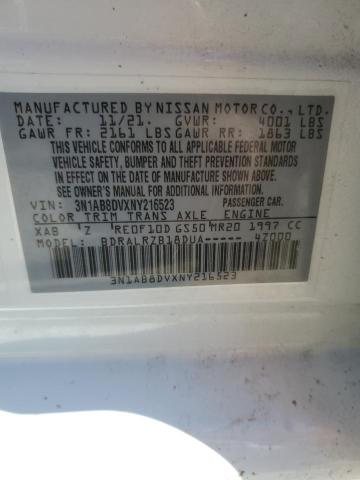 MANUFACTURED BY NISSAN MOTOR CO., LTD.
DATE: 11/21. GVWR: 4001 LBS
GAWR FR: 2161 LBS GAWR RR: 1863 LBS
THIS VEHICLE CONFORMS TO ALL APPLICABLE FEDERAL MOTOR
VEHICLE SAFETY, BUMPER AND THEFT PREVENTION STANDARDS
IN EFFECT ON THE DATE OF MANUFACTURE SHOWN ABOVE.
SEE OWNER'S MANUAL FOR ADDITIONAL INFORMATION.
VIN: 3N1AB8DVXNY216523 PASSENGER CAR.
COLOR TRIM TRANS AXLE ENGINE
XAB 'Z 'RE0F10D GS50'MR20 1997 CC
MODEL: BDRALRZB18DUA----- 4Z000
3N1AB8DVXNY216523